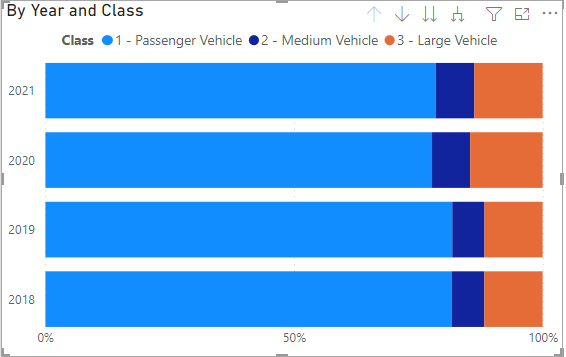 By Year and Class
Class 1 - Passenger Vehicle 2 - Medium Vehicle 3 - Large Vehicle
2021
2020
2019
2018
0% 50% 100%